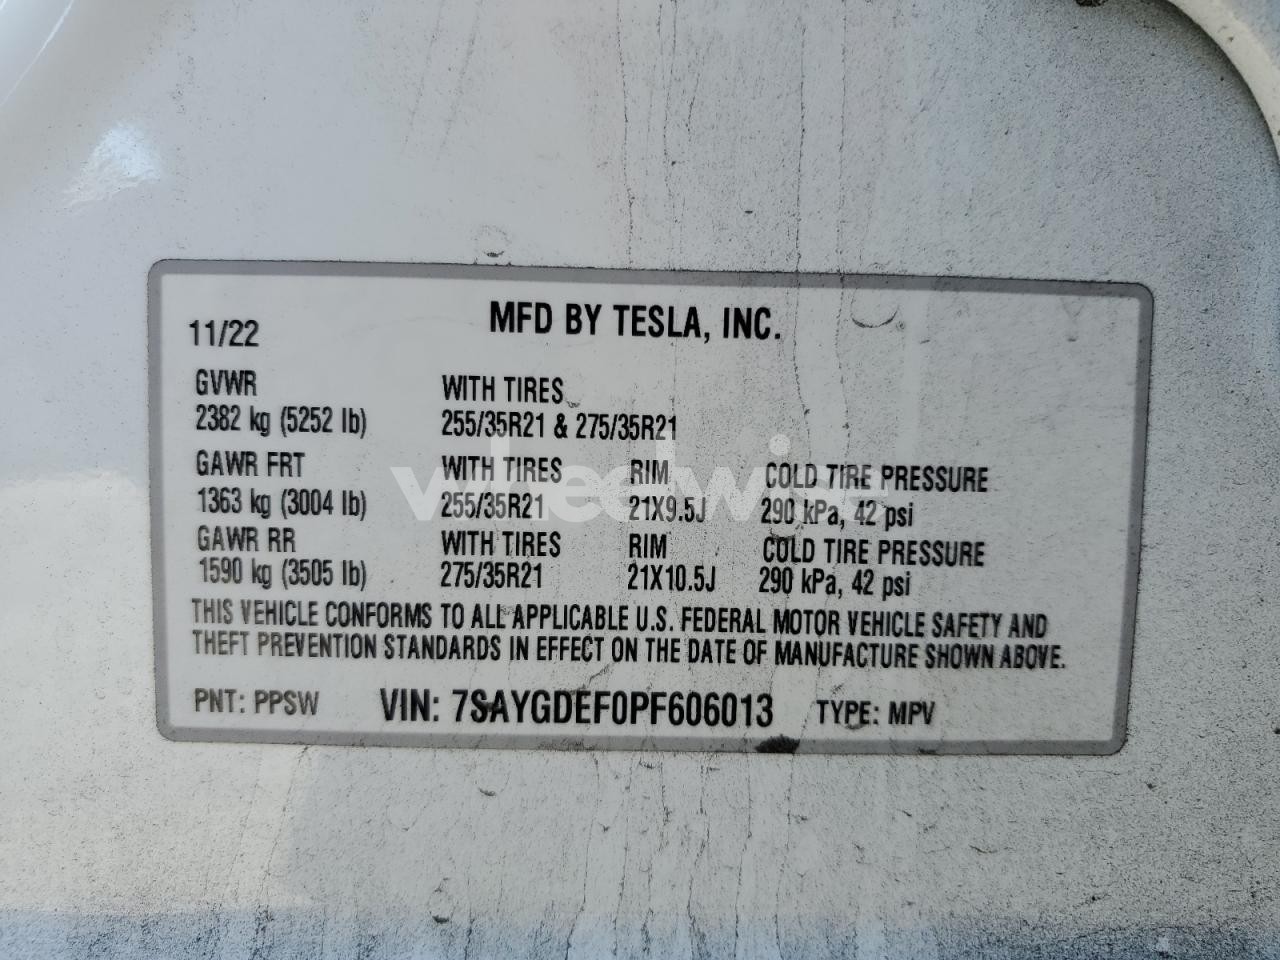 MFD BY TESLA, INC.
11/22
GVWR WITH TIRES
2382 kg (5252 lb) 255/35R21 & 275/35R21
GAWR FRT WITH TIRES RIM COLD TIRE PRESSURE
1363 kg (3004 lb) 255/35R21 21X9.5J 290 kPa, 42 psi
GAWR RR WITH TIRES RIM COLD TIRE PRESSURE
1590 kg (3505 lb) 275/35R21 21X10.5J 290 kPa, 42 psi
THIS VEHICLE CONFORMS TO ALL APPLICABLE U.S. FEDERAL MOTOR VEHICLE SAFETY AND
THEFT PREVENTION STANDARDS IN EFFECT ON THE DATE OF MANUFACTURE SHOWN ABOVE.
PNT: PPSW VIN: 7SAYGDEF0PF606013 TYPE: MPV